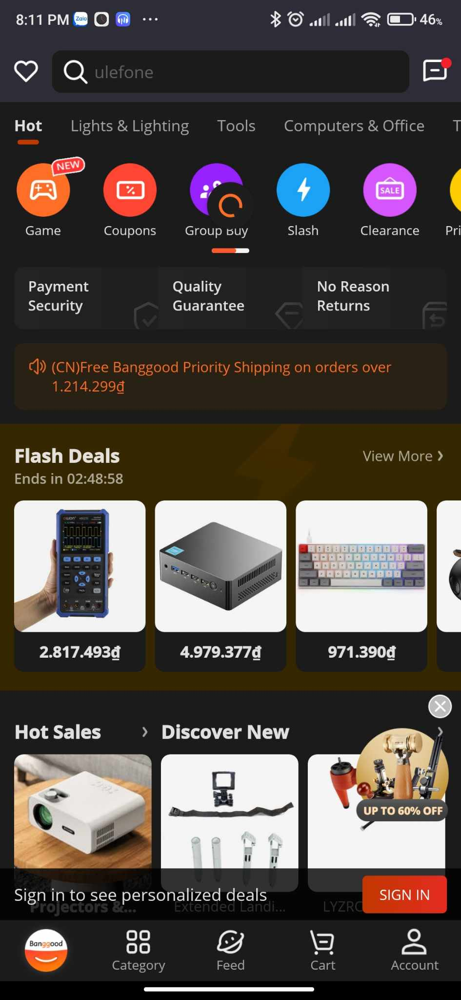 8:11 PM Zalo ... 46%
ulefone
Hot Lights & Lighting Tools Computers & Office T
NEW
SALE
Game Coupons Group Buy Slash Clearance Pri
Payment Security
Quality Guarantee
No Reason Returns
(CN)Free Banggood Priority Shipping on orders over
1.214.299₫
Flash Deals View More
Ends in 02:48:58
owon
2.817.493₫ 4.979.377₫ 971.390₫
Hot Sales Discover New
UP TO 60% OFF
Sign in to see personalized deals SIGN IN
Projectors &... Extended Landi... LYZRC
Banggood
Category Feed Cart Account